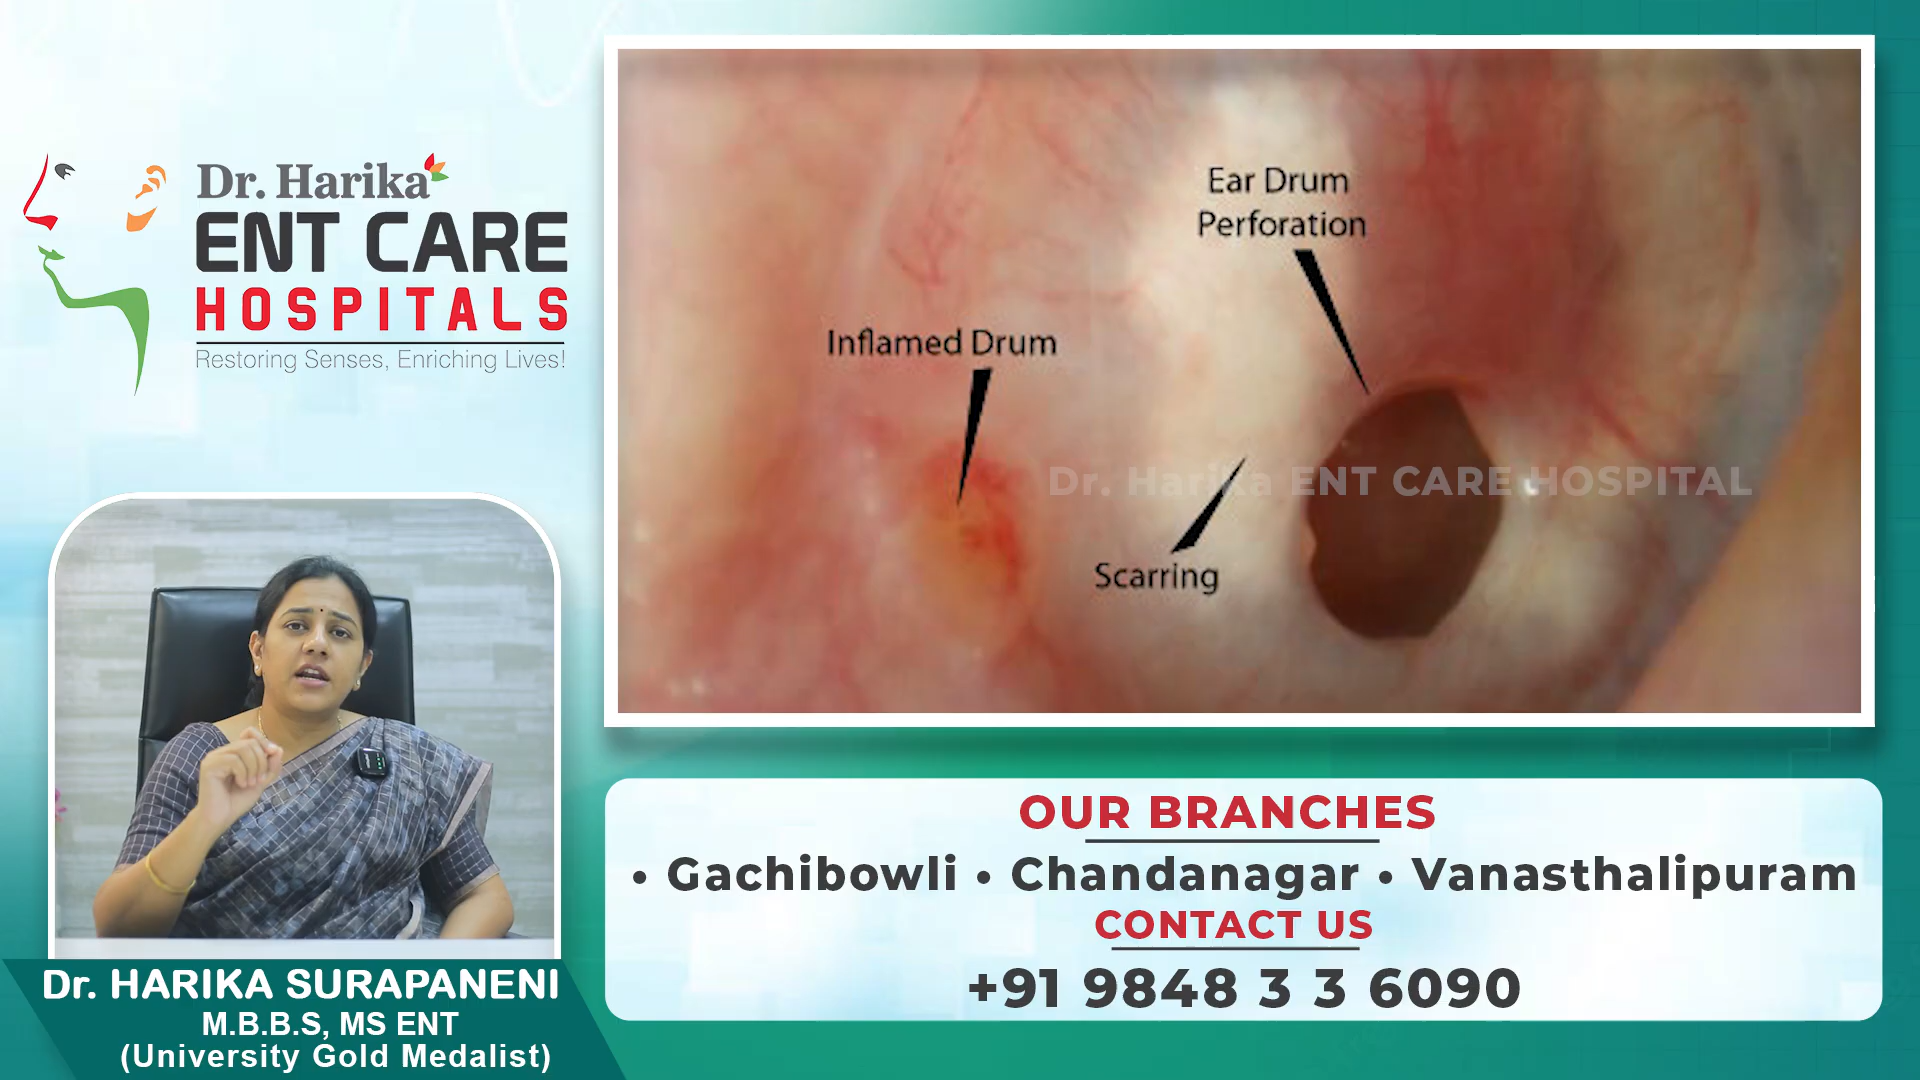 Dr. Harika
ENT CARE
HOSPITALS
Restoring Senses, Enriching Lives!
Ear Drum
Perforation
Inflamed Drum
Dr. Harika ENT CARE HOSPITAL
Scarring
OUR BRANCHES
• Gachibowli • Chandanagar • Vanasthalipuram
CONTACT US
+91 9848 3 3 6090
Dr. HARIKA SURAPANENI
M.B.B.S, MS ENT
(University Gold Medalist)